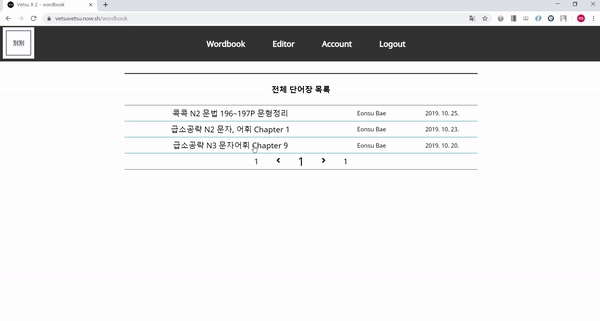 Vetsu X 2 - wordbook
vetsuvetsu.now.sh/wordbook
別別
Wordbook Editor Account Logout
전체 단어장 목록
콕콕 N2 문법 196~197P 문형정리 Eonsu Bae 2019. 10. 25.
급소공략 N2 문자, 어휘 Chapter 1 Eonsu Bae 2019. 10. 23.
급소공략 N3 문자어휘 Chapter 9 Eonsu Bae 2019. 10. 20.
1 1 1